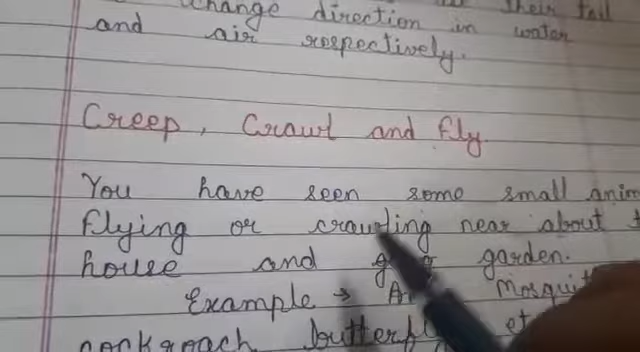 change direction in water
and air respectively.
Creep, Crawl and fly.
You have seen some small
flying or crawling near about
house and garden.
Example → mosquit
cockroach butterfl et